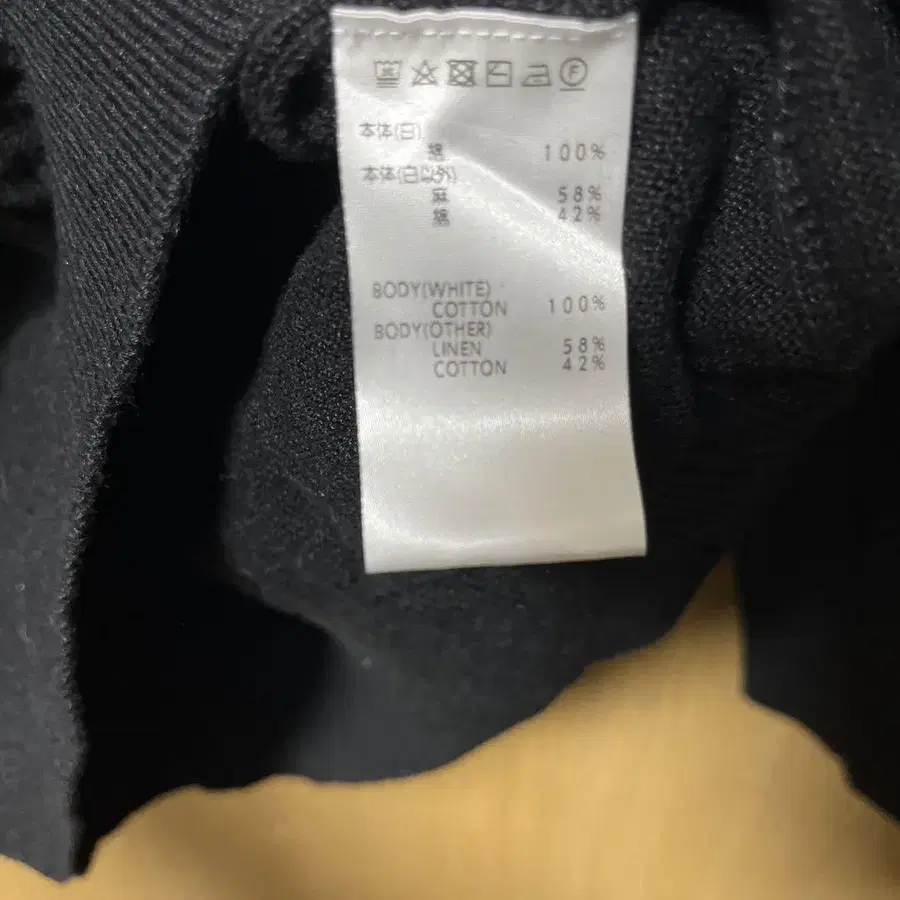 F
本体(白)
綿 100%
本体(白以外)
麻 58%
綿 42%
BODY(WHITE)
COTTON 100%
BODY(OTHER)
LINEN 58%
COTTON 42%